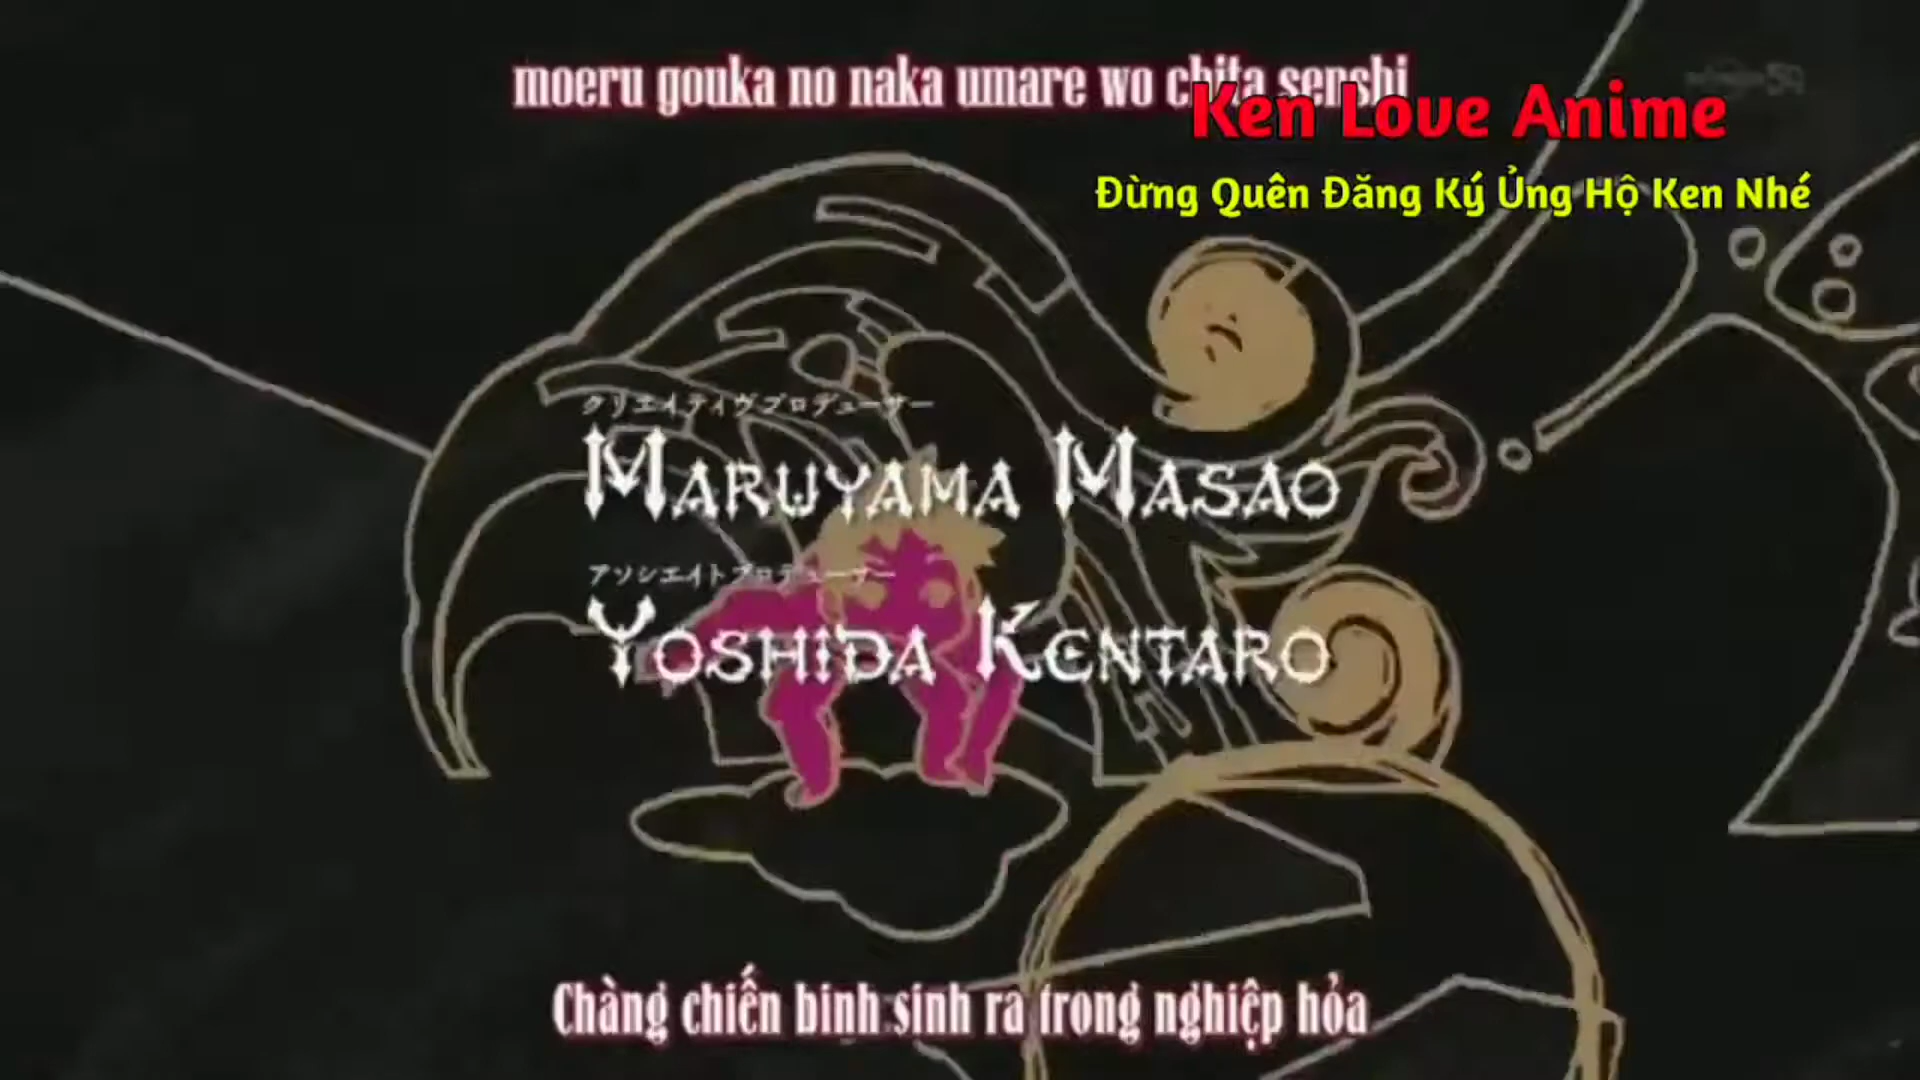 moeru gouka no naka umare wo chita senshi
Ken Love Anime
Đừng Quên Đăng Ký Ủng Hộ Ken Nhé
クリエイティヴプロデューサー
MARUYAMA MASAO
アソシエイトプロデューサー
YOSHIDA KENTARO
Chàng chiến binh sinh ra trong nghiệp hỏa